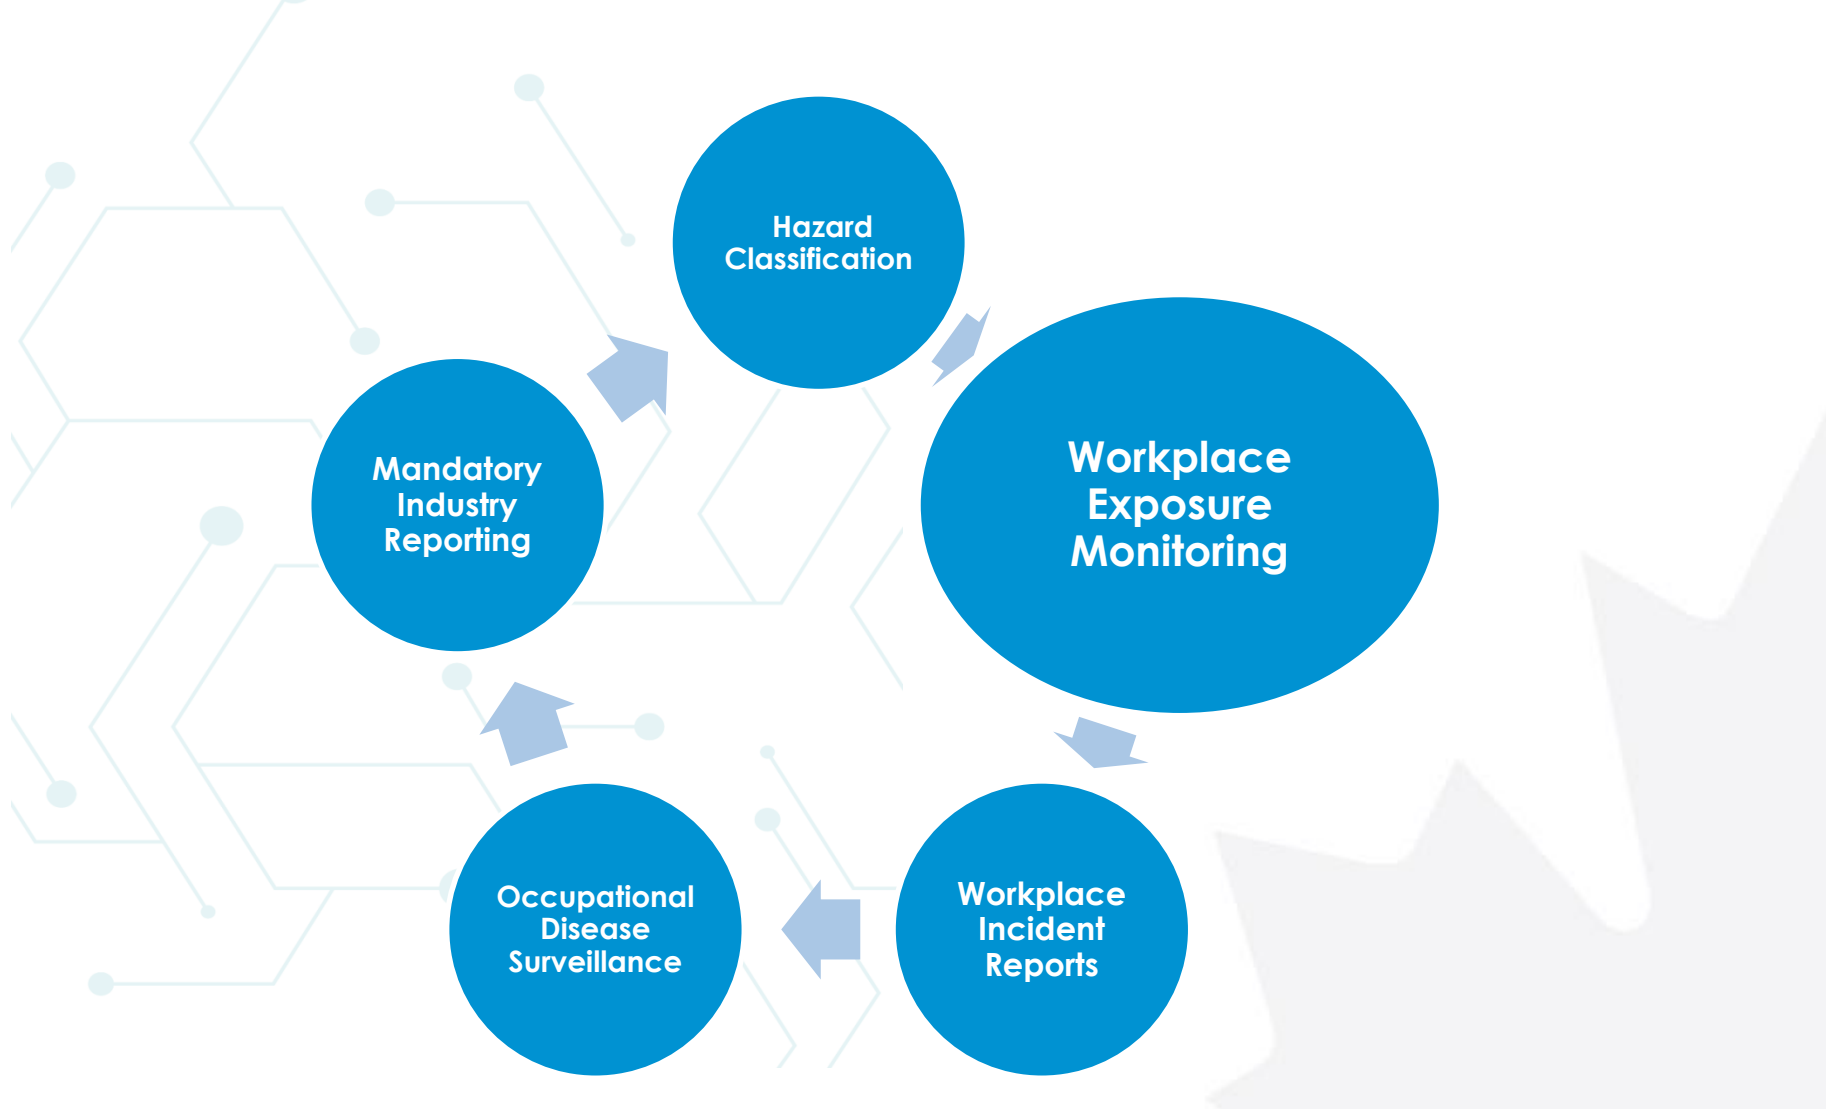 Hazard
Classification
Workplace
Exposure
Monitoring
Workplace
Incident
Reports
Occupational
Disease
Surveillance
Mandatory
Industry
Reporting